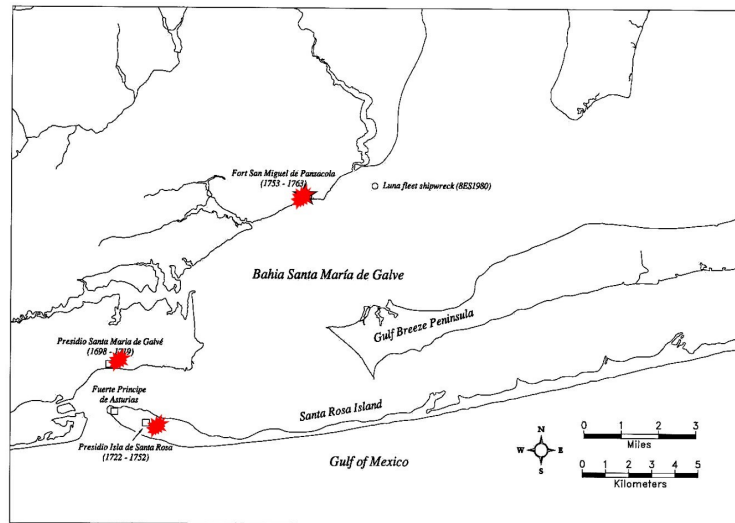 Fort San Miguel de Panzacola
(1753 - 1763)
Luna fleet shipwreck (8ES1980)
Bahia Santa María de Galve
Gulf Breeze Peninsula
Presidio Santa María de Galvé
(1698 - 1719)
Fuerte Principe
de Asturias
Santa Rosa Island
Presidio Isla de Santa Rosa
(1722 - 1752)
Gulf of Mexico
N
W E
S
0 1 2 3
Miles
0 1 2 3 4 5
Kilometers